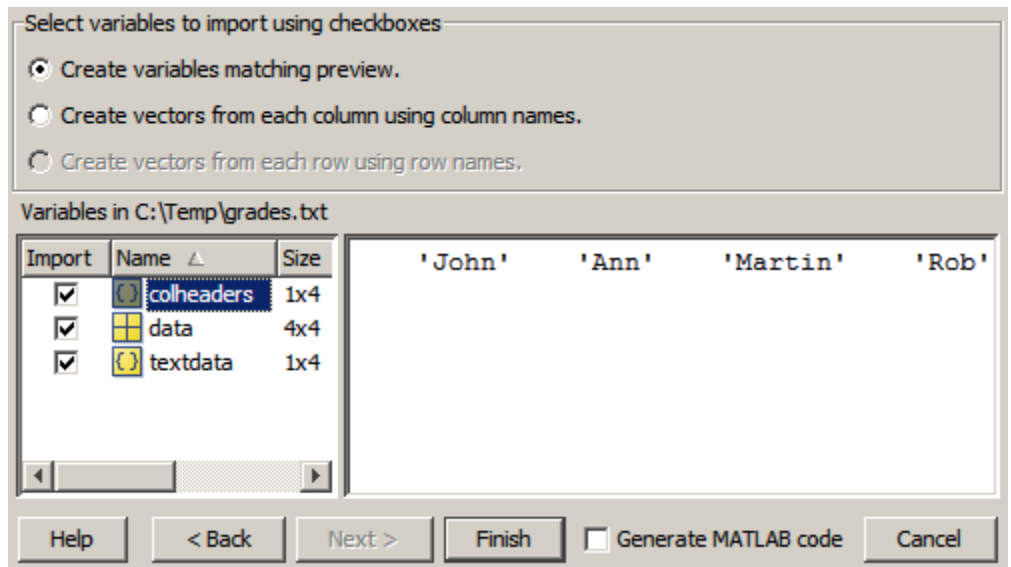 Select variables to import using checkboxes
Create variables matching preview.
Create vectors from each column using column names.
Create vectors from each row using row names.
Variables in C:\Temp\grades.txt
Import Name Size
colheaders 1x4
data 4x4
textdata 1x4
'John' 'Ann' 'Martin' 'Rob'
Help < Back Next > Finish Generate MATLAB code Cancel